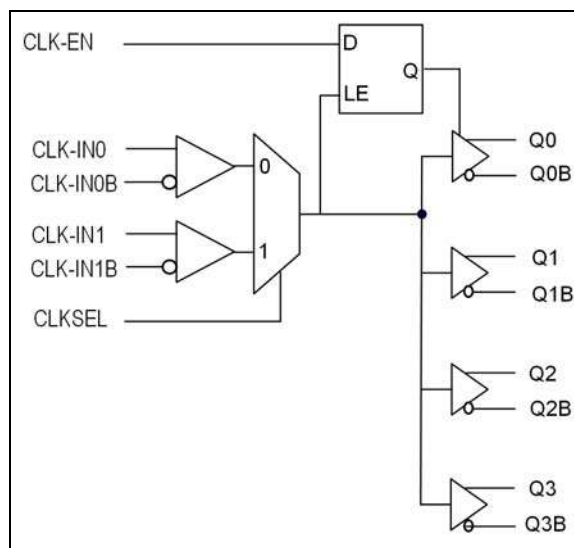 CLK-EN
D
Q
LE
CLK-IN0
CLK-IN0B
0
CLK-IN1
CLK-IN1B
1
CLKSEL
Q0
Q0B
Q1
Q1B
Q2
Q2B
Q3
Q3B